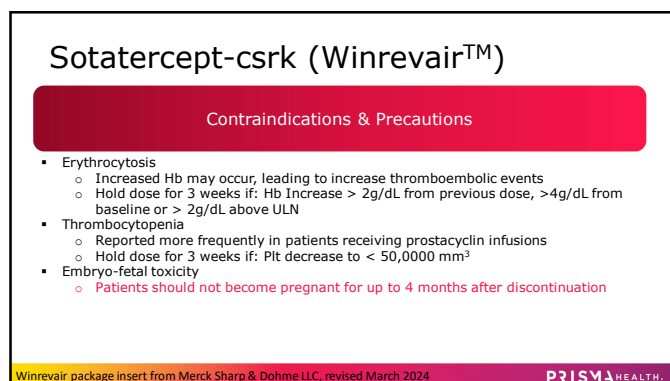 Sotatercept-csrk (Winrevair™)
Contraindications & Precautions
▪ Erythrocytosis
o Increased Hb may occur, leading to increase thromboembolic events
o Hold dose for 3 weeks if: Hb Increase > 2g/dL from previous dose, >4g/dL from
baseline or > 2g/dL above ULN
▪ Thrombocytopenia
o Reported more frequently in patients receiving prostacyclin infusions
o Hold dose for 3 weeks if: Plt decrease to < 50,0000 mm³
▪ Embryo-fetal toxicity
o Patients should not become pregnant for up to 4 months after discontinuation
Winrevair package insert from Merck Sharp & Dohme LLC, revised March 2024
PRISMA HEALTH.